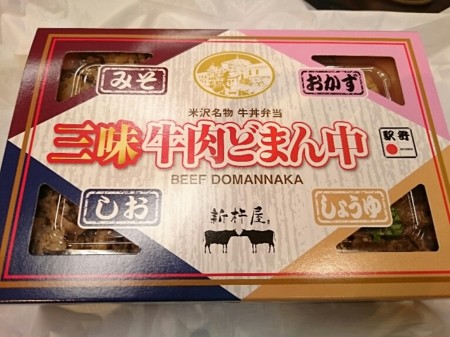 みそ
おかず
米沢名物 牛丼弁当
三味牛肉どまん中
駅弁
BEEF DOMANNAKA
しお
しょうゆ
新杵屋